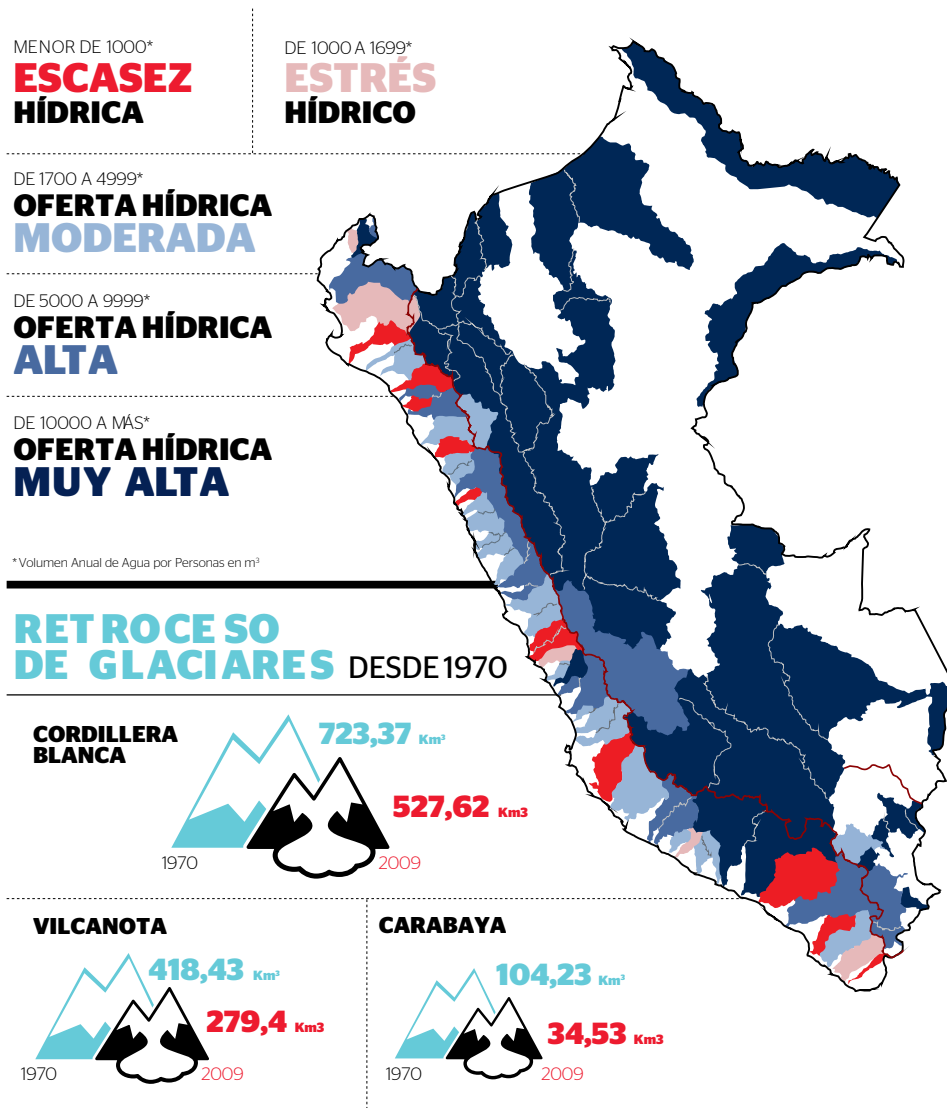 MENOR DE 1000*
ESCASEZ
HÍDRICA
DE 1000 A 1699*
ESTRÉS
HÍDRICO
DE 1700 A 4999*
OFERTA HÍDRICA
MODERADA
DE 5000 A 9999*
OFERTA HÍDRICA
ALTA
DE 10000 A MÁS*
OFERTA HÍDRICA
MUY ALTA
* Volumen Anual de Agua por Personas en m³
RETROCESO
DE GLACIARES DESDE 1970
CORDILLERA
BLANCA
723,37 Km³
527,62 Km3
1970
2009
VILCANOTA
418,43 Km³
279,4 Km3
1970
2009
CARABAYA
104,23 Km³
34,53 Km3
1970
2009